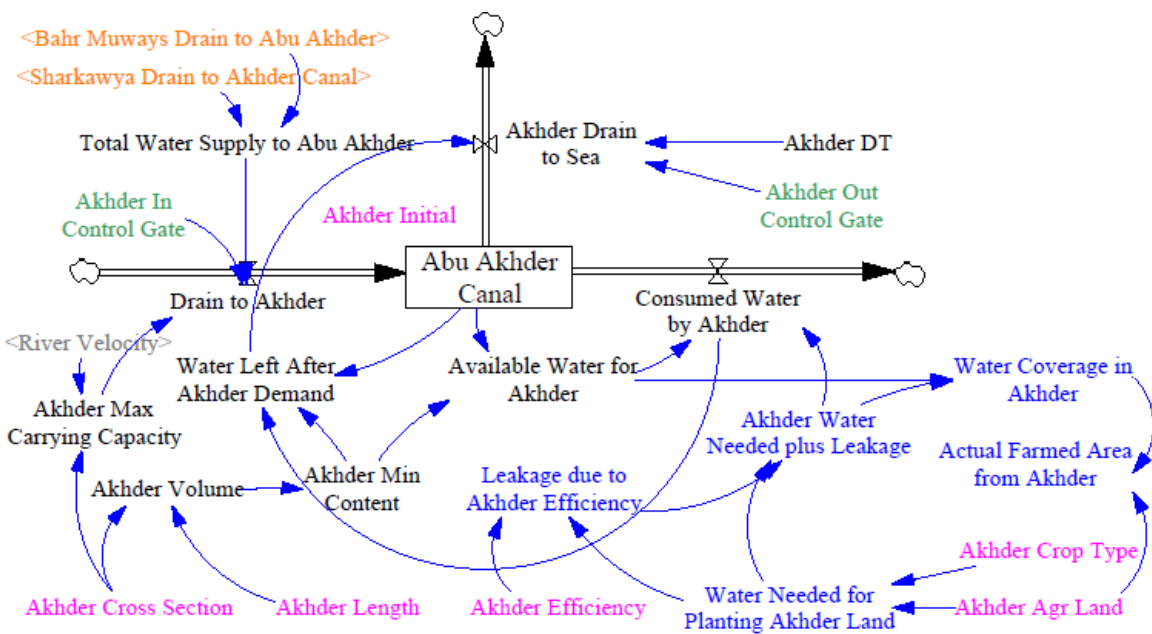 <Bahr Muways Drain to Abu Akhder>
<Sharkawya Drain to Akhder Canal>
Total Water Supply to Abu Akhder
Akhder Drain
to Sea
Akhder DT
Akhder In
Control Gate
Akhder Initial
Akhder Out
Control Gate
Abu Akhder
Canal
Drain to Akhder
Consumed Water
by Akhder
<River Velocity>
Water Left After
Akhder Demand
Available Water for
Akhder
Water Coverage in
Akhder
Akhder Max
Carrying Capacity
Akhder Water
Needed plus Leakage
Actual Farmed Area
from Akhder
Akhder Volume
Akhder Min
Content
Leakage due to
Akhder Efficiency
Akhder Crop Type
Akhder Cross Section
Akhder Length
Akhder Efficiency
Water Needed for
Planting Akhder Land
Akhder Agr Land